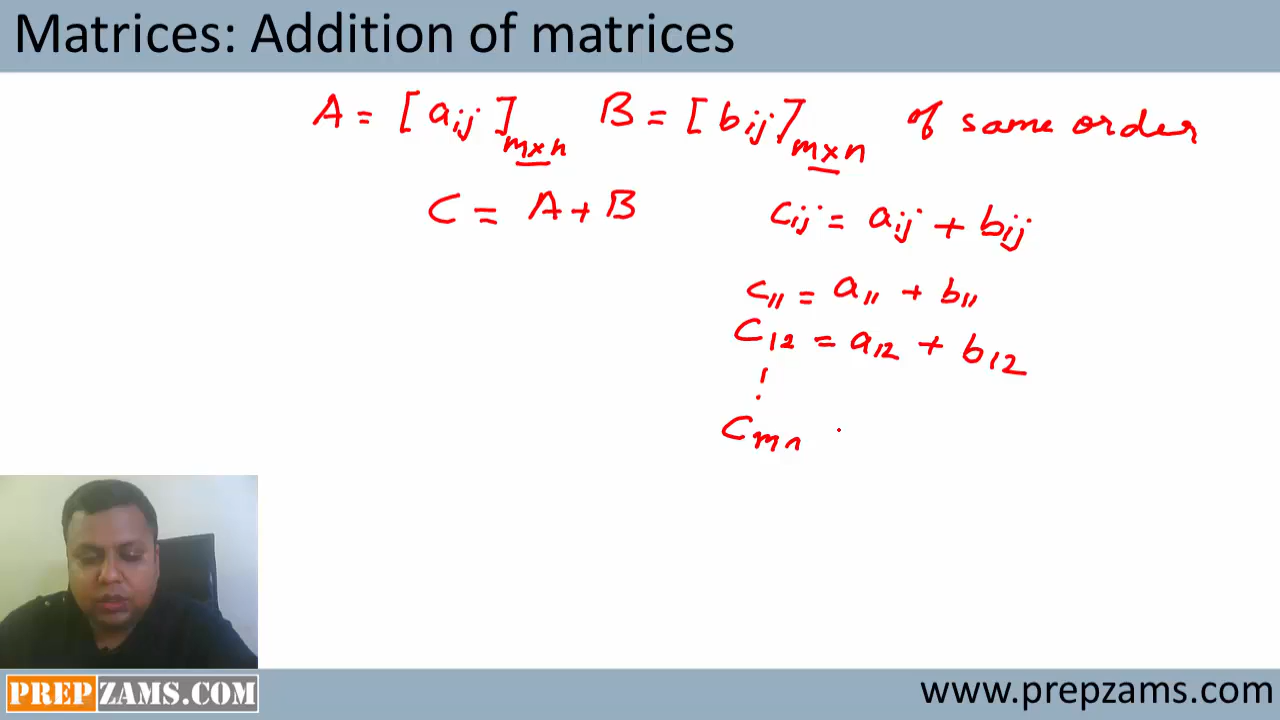 Matrices: Addition of matrices
A = [aij]m×n B = [bij]m×n of same order
C = A + B cij = aij + bij
c11 = a11 + b11
c12 = a12 + b12
cmn
PREPZAMS.COM www.prepzams.com